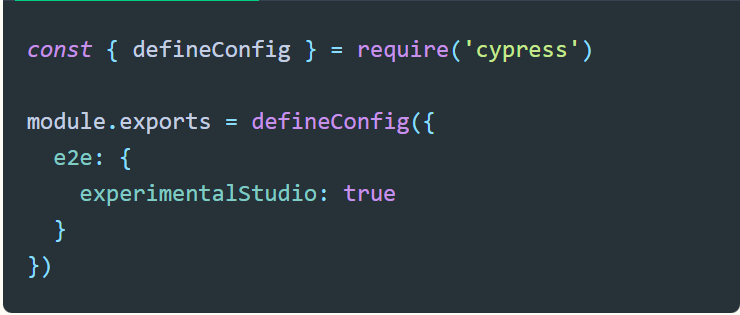 const { defineConfig } = require('cypress')
module.exports = defineConfig({
  e2e: {
    experimentalStudio: true
  }
})